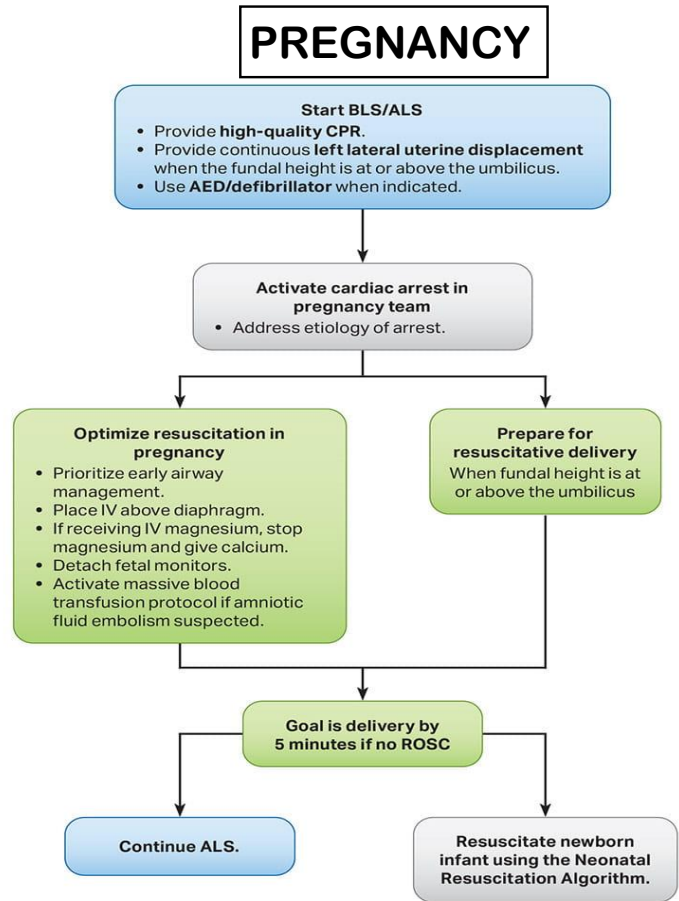 PREGNANCY
Start BLS/ALS
• Provide high-quality CPR.
• Provide continuous left lateral uterine displacement
when the fundal height is at or above the umbilicus.
• Use AED/defibrillator when indicated.
Activate cardiac arrest in
pregnancy team
• Address etiology of arrest.
Optimize resuscitation in
pregnancy
• Prioritize early airway
management.
• Place IV above diaphragm.
• If receiving IV magnesium, stop
magnesium and give calcium.
• Detach fetal monitors.
• Activate massive blood
transfusion protocol if amniotic
fluid embolism suspected.
Prepare for
resuscitative delivery
When fundal height is at
or above the umbilicus
Goal is delivery by
5 minutes if no ROSC
Continue ALS.
Resuscitate newborn
infant using the Neonatal
Resuscitation Algorithm.